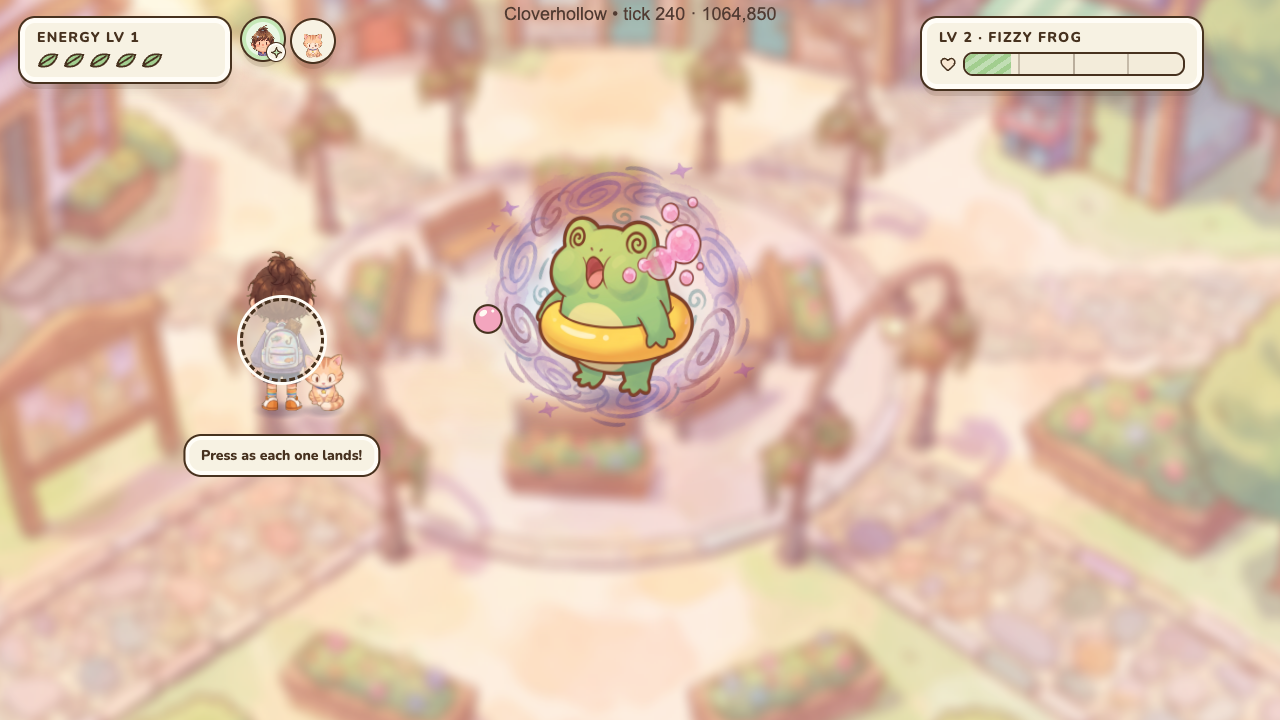 Cloverhollow • tick 240 · 1064,850
ENERGY LV 1
LV 2 · FIZZY FROG
Press as each one lands!